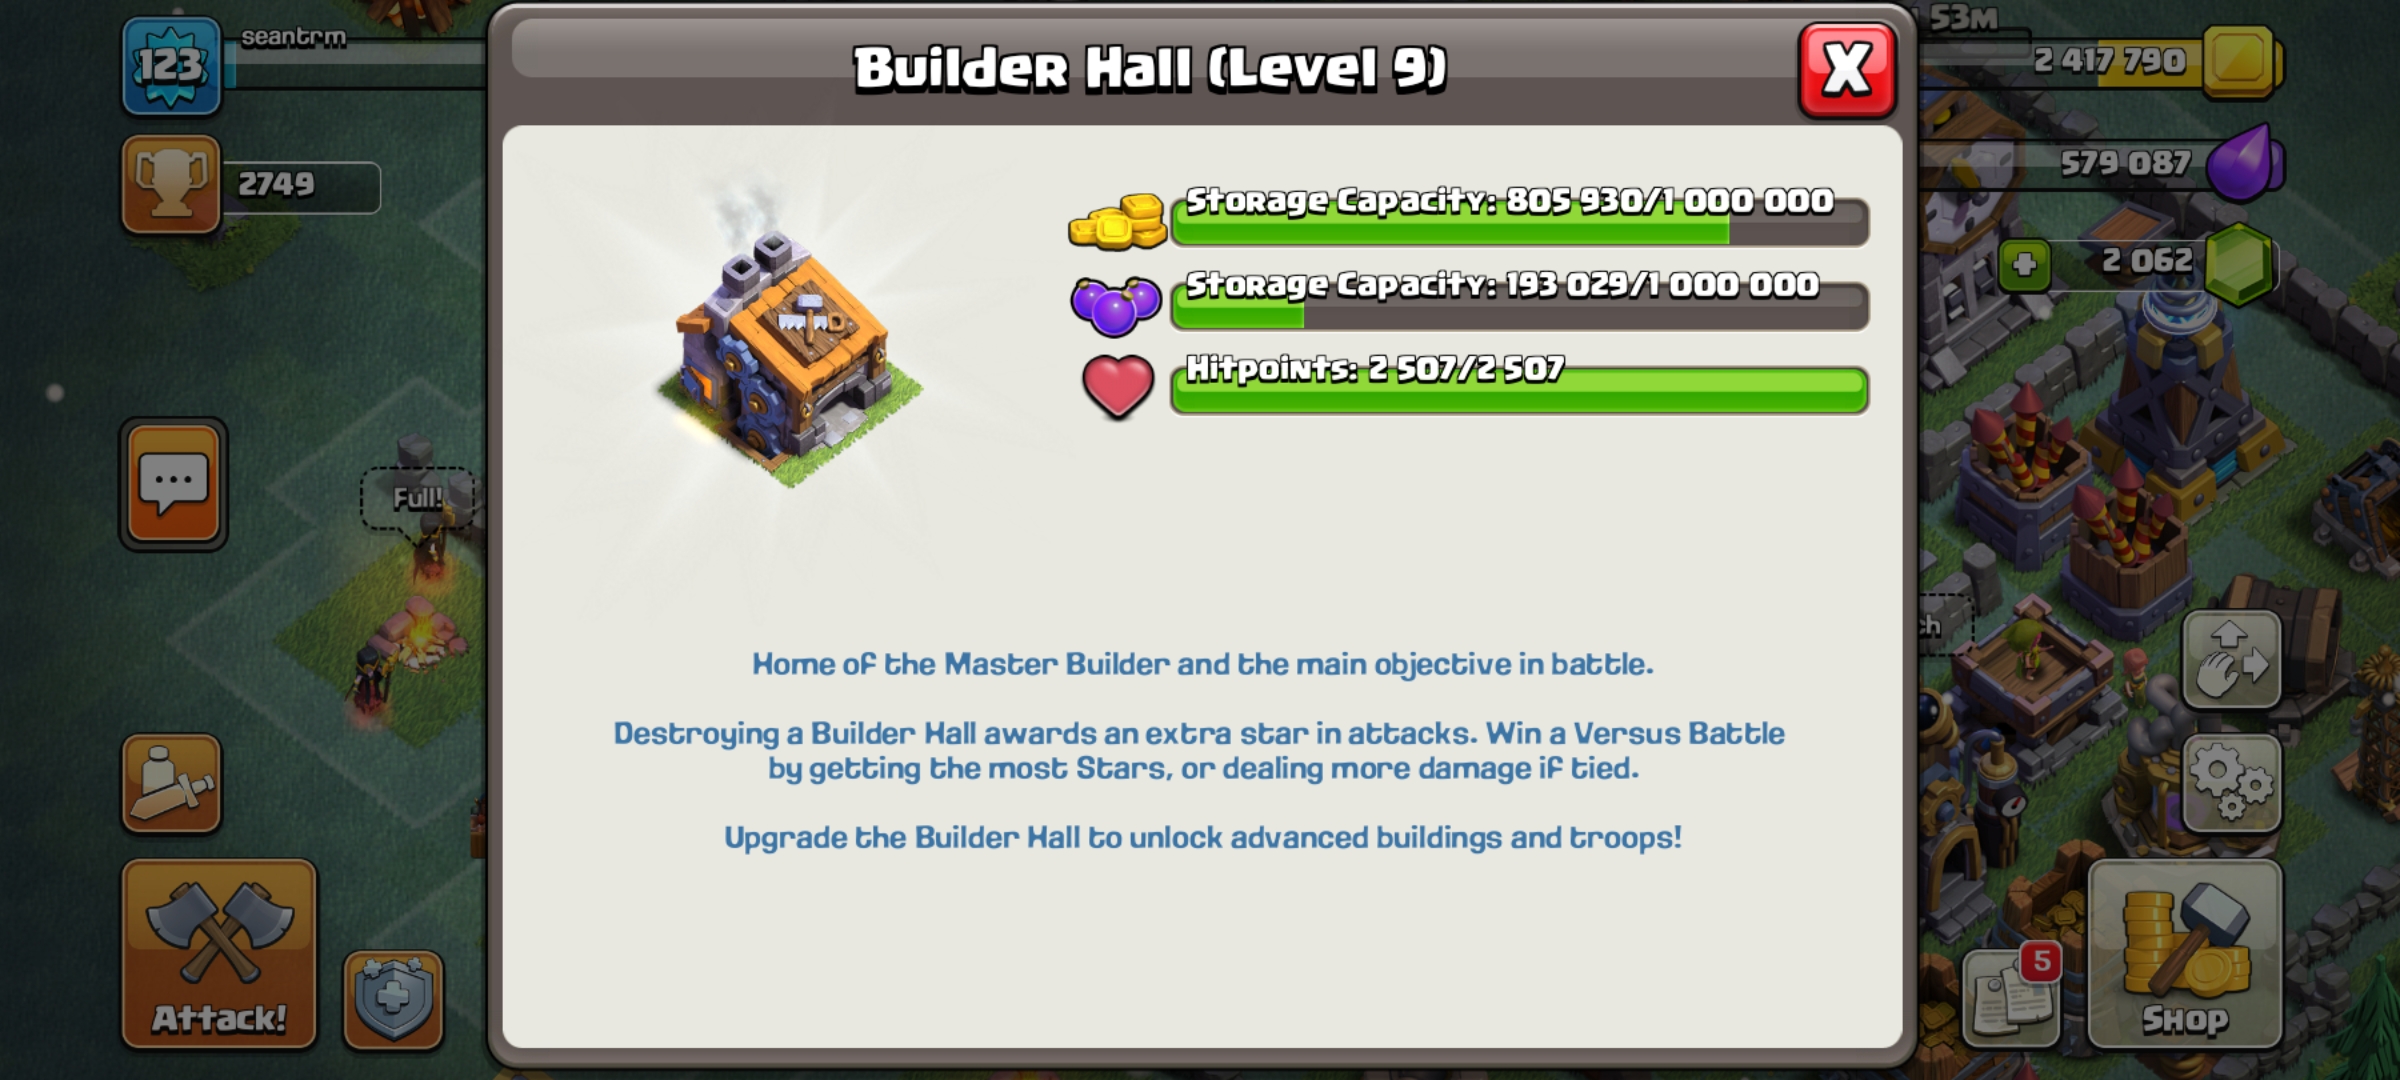 123
seantrm
2749
Full!
Attack!
Builder Hall (Level 9)
X
Storage Capacity: 805 930/1 000 000
Storage Capacity: 193 029/1 000 000
Hitpoints: 2 507/2 507
Home of the Master Builder and the main objective in battle.
Destroying a Builder Hall awards an extra star in attacks. Win a Versus Battle
by getting the most Stars, or dealing more damage if tied.
Upgrade the Builder Hall to unlock advanced buildings and troops!
53M
2 417 790
579 087
2 062
5
Shop